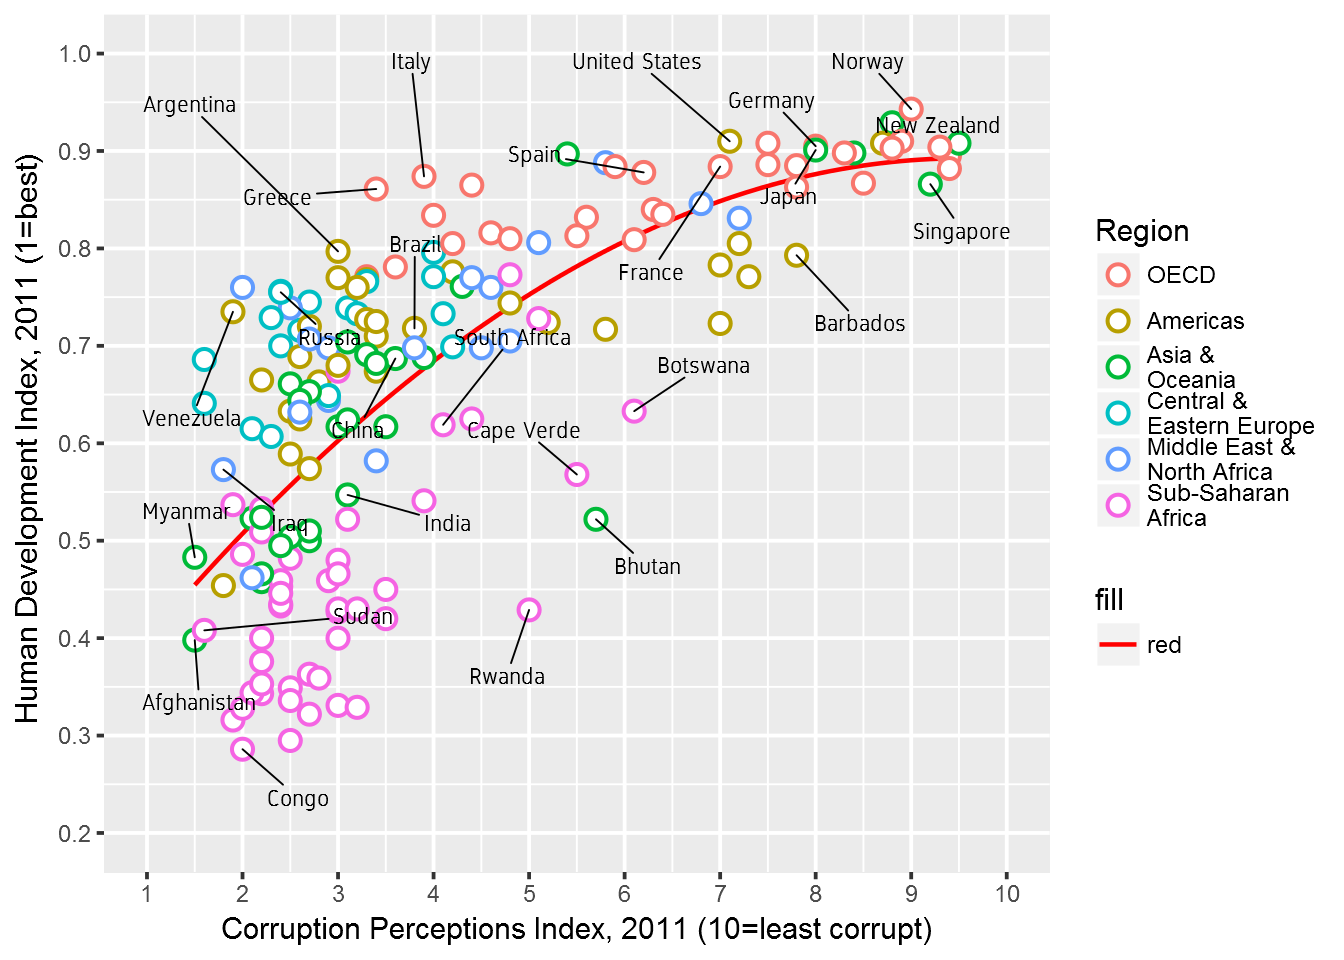 Italy
United States
Norway
Argentina
Germany
New Zealand
Spain
Greece
Japan
Singapore
Brazil
France
Barbados
Russia
South Africa
Botswana
Venezuela
China
Cape Verde
Myanmar
Iraq
India
Bhutan
Sudan
Rwanda
Afghanistan
Congo
1.0
0.9
0.8
0.7
0.6
0.5
0.4
0.3
0.2
Human Development Index, 2011 (1=best)
1 2 3 4 5 6 7 8 9 10
Corruption Perceptions Index, 2011 (10=least corrupt)
Region
OECD
Americas
Asia &
Oceania
Central &
Eastern Europe
Middle East &
North Africa
Sub-Saharan
Africa
fill
red